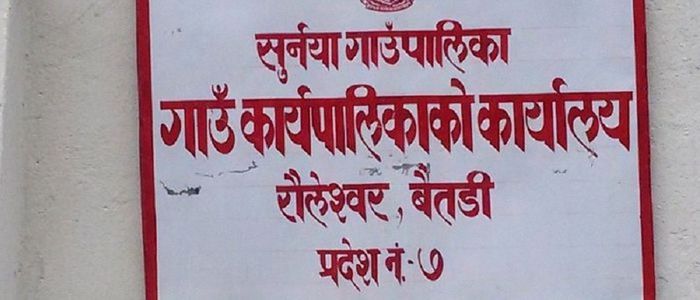 सुर्नया गाउँपालिका
गाउँ कार्यपालिकाको कार्यालय
रौलेश्वर, बैतडी
प्रदेश नं.-७